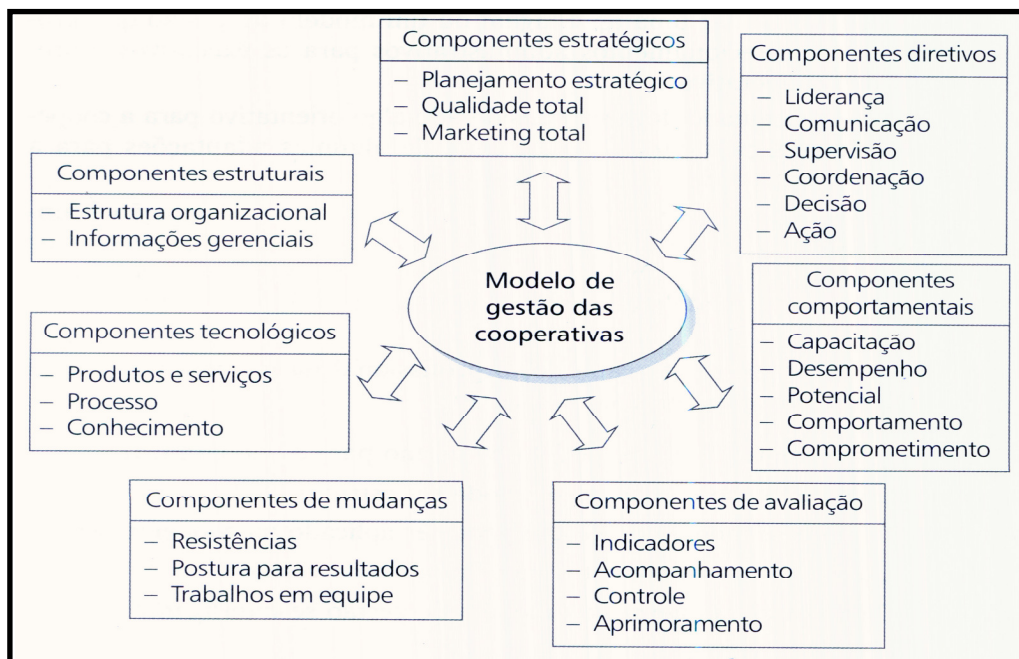 Componentes estratégicos
– Planejamento estratégico
– Qualidade total
– Marketing total
Componentes diretivos
– Liderança
– Comunicação
– Supervisão
– Coordenação
– Decisão
– Ação
Componentes estruturais
– Estrutura organizacional
– Informações gerenciais
Modelo de
gestão das
cooperativas
Componentes
comportamentais
– Capacitação
– Desempenho
– Potencial
– Comportamento
– Comprometimento
Componentes tecnológicos
– Produtos e serviços
– Processo
– Conhecimento
Componentes de mudanças
– Resistências
– Postura para resultados
– Trabalhos em equipe
Componentes de avaliação
– Indicadores
– Acompanhamento
– Controle
– Aprimoramento